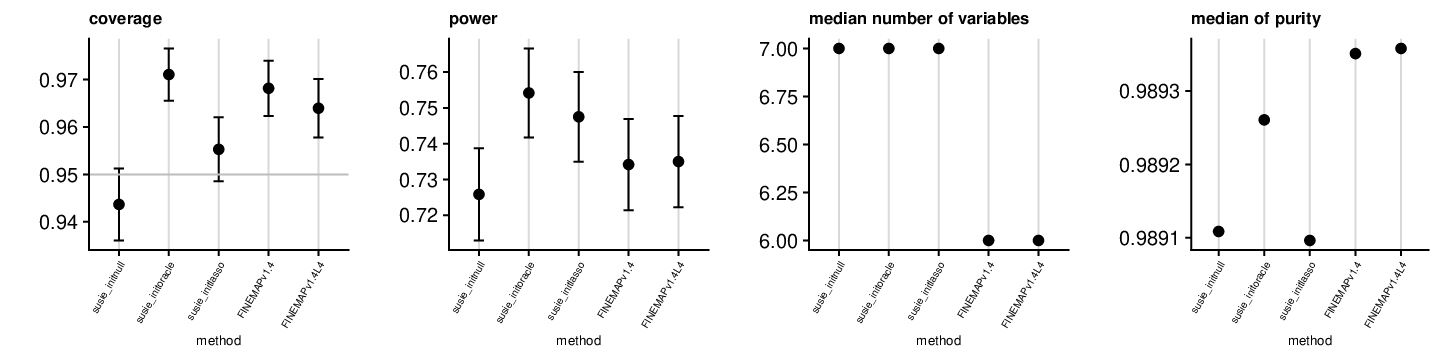 coverage
0.97
0.96
0.95
0.94
susie_initnull
susie_initoracle
susie_initlasso
FINEMAPv1.4
FINEMAPv1.4L4
method
power
0.76
0.75
0.74
0.73
0.72
susie_initnull
susie_initoracle
susie_initlasso
FINEMAPv1.4
FINEMAPv1.4L4
method
median number of variables
7.00
6.75
6.50
6.25
6.00
susie_initnull
susie_initoracle
susie_initlasso
FINEMAPv1.4
FINEMAPv1.4L4
method
median of purity
0.9893
0.9892
0.9891
susie_initnull
susie_initoracle
susie_initlasso
FINEMAPv1.4
FINEMAPv1.4L4
method